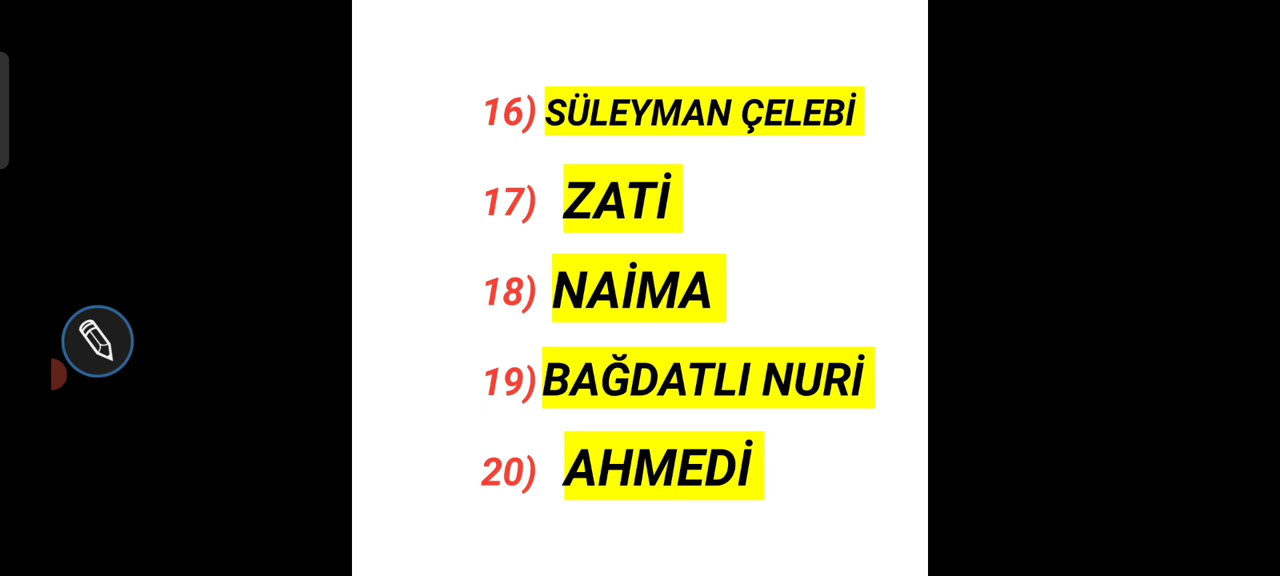 16) SÜLEYMAN ÇELEBİ
17) ZATİ
18) NAİMA
19) BAĞDATLI NURİ
20) AHMEDİ